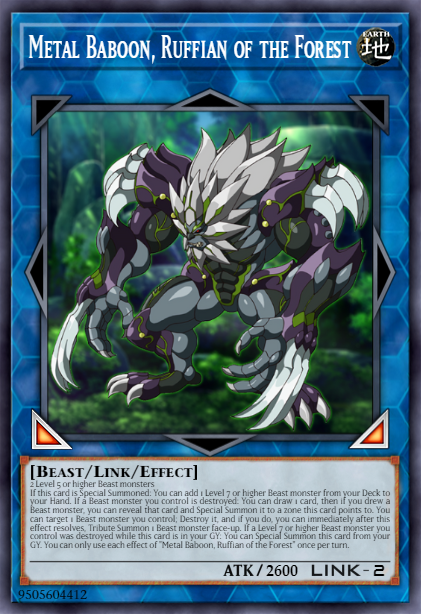 Metal Baboon, Ruffian of the Forest
EARTH
地
[Beast/Link/Effect]
2 Level 5 or higher Beast monsters
If this card is Special Summoned: You can add 1 Level 7 or higher Beast monster from your Deck to
your Hand. If a Beast monster you control is destroyed: You can draw 1 card, then if you drew a
Beast monster, you can reveal that card and Special Summon it to a zone this card points to. You
can target 1 Beast monster you control; Destroy it, and if you do, you can immediately after this
effect resolves, Tribute Summon 1 Beast monster face-up. If a Level 7 or higher Beast monster you
control was destroyed while this card is in your GY: You can Special Summon this card from your
GY. You can only use each effect of "Metal Baboon, Ruffian of the Forest" once per turn.
ATK / 2600 LINK-2
9505604412